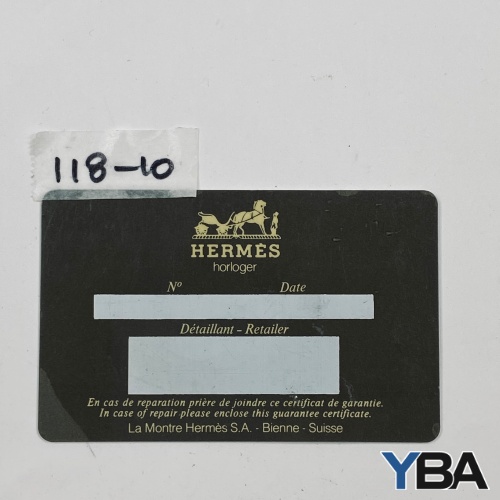 118-10
HERMÈS
horloger
Nº Date
Détaillant - Retailer
En cas de reparation prière de joindre ce certificat de garantie.
In case of repair please enclose this guarantee certificate.
La Montre Hermès S.A. - Bienne - Suisse
YBA